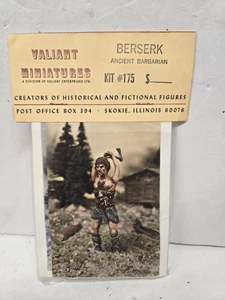 VALIANT
MINIATURES
A DIVISION OF VALIANT ENTERPRISES LTD.
BERSERK
ANCIENT BARBARIAN
KIT #175 $
CREATORS OF HISTORICAL AND FICTIONAL FIGURES
POST OFFICE BOX 394 · SKOKIE, ILLINOIS 60076